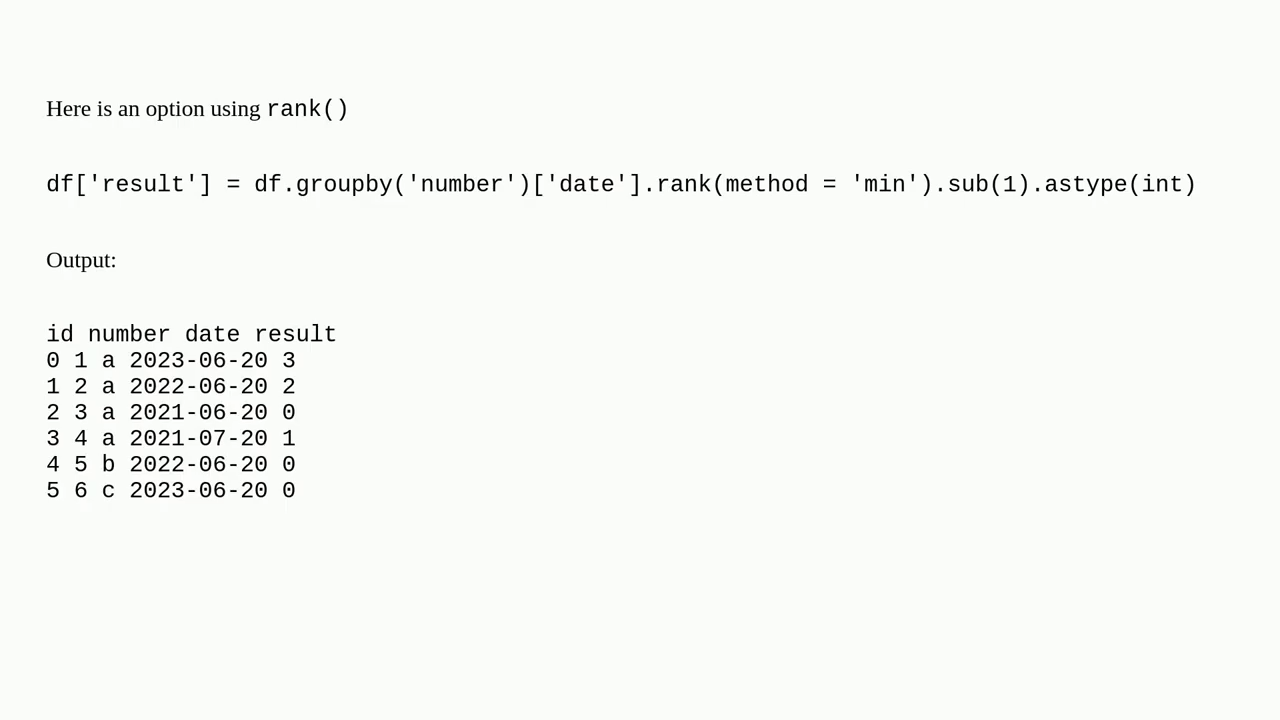 Here is an option using rank()
df['result'] = df.groupby('number')['date'].rank(method = 'min').sub(1).astype(int)
Output:
id number date result
0 1 a 2023-06-20 3
1 2 a 2022-06-20 2
2 3 a 2021-06-20 0
3 4 a 2021-07-20 1
4 5 b 2022-06-20 0
5 6 c 2023-06-20 0